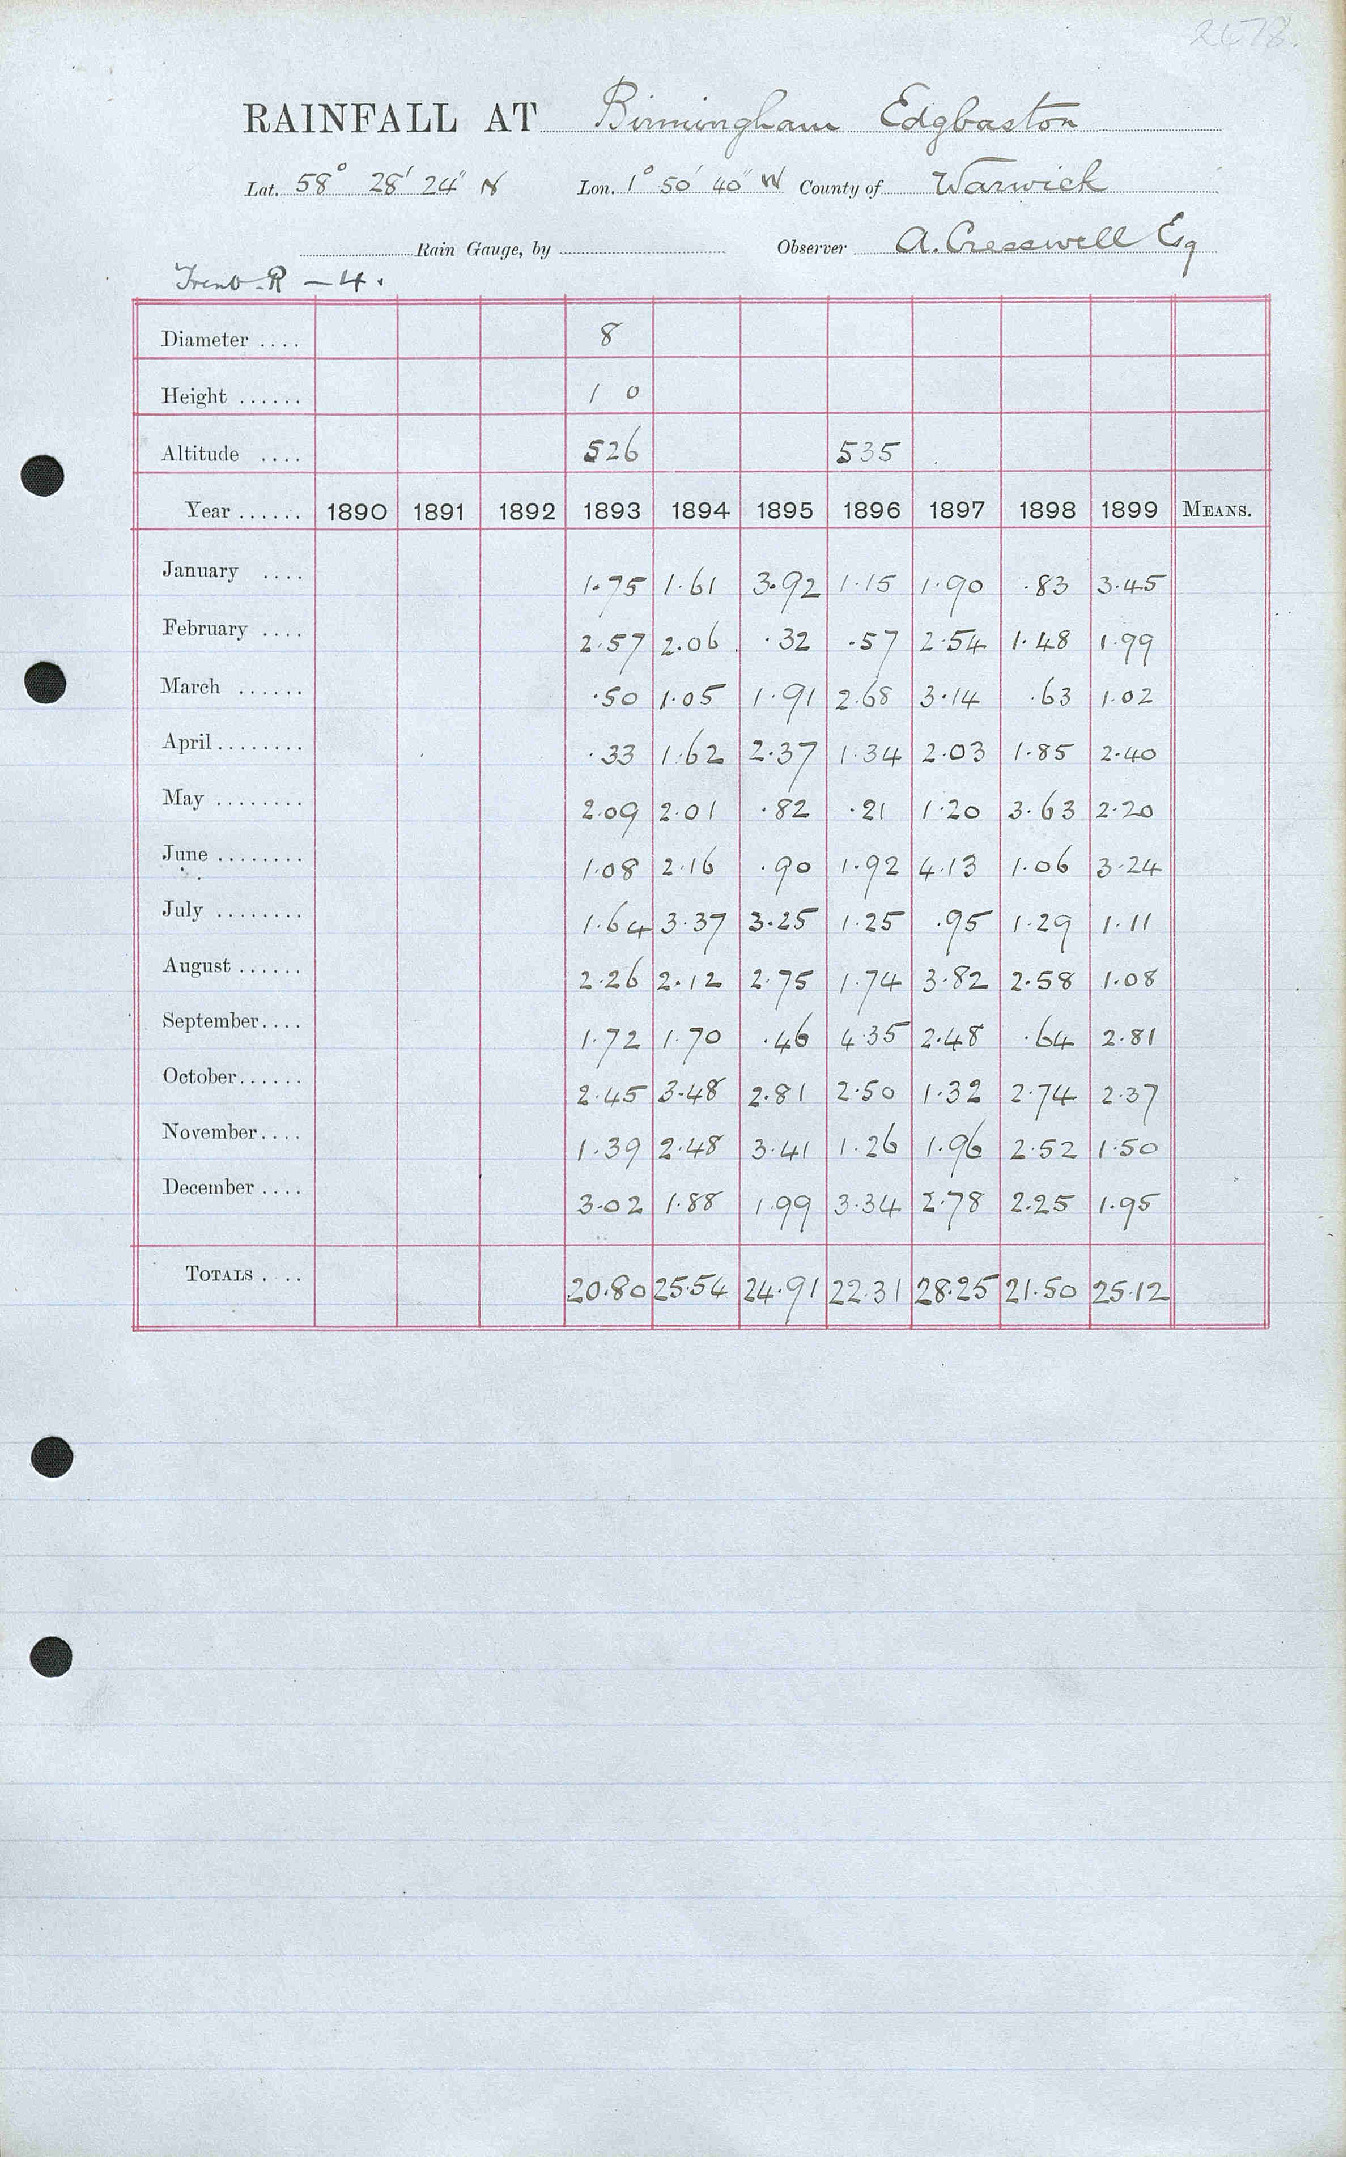 2478.
RAINFALL AT Birmingham Edgbaston
Lat. 58° 28' 24" N Lon. 1° 50' 40" W County of Warwick
Rain Gauge, by Observer A. Cresswell Esq
Trent. R — 4.
Diameter .... 8
Height ...... 1 0
Altitude .... 526 535
Year ...... 1890 1891 1892 1893 1894 1895 1896 1897 1898 1899 MEANS.
January .... 1.75 1.61 3.92 1.15 1.90 .83 3.45
February .... 2.57 2.06 .32 .57 2.54 1.48 1.99
March ...... .50 1.05 1.91 2.68 3.14 .63 1.02
April ........ .33 1.62 2.37 1.34 2.03 1.85 2.40
May ........ 2.09 2.01 .82 .21 1.20 3.63 2.20
June ........ 1.08 2.16 .90 1.92 4.13 1.06 3.24
July ........ 1.64 3.37 3.25 1.25 .95 1.29 1.11
August ...... 2.26 2.12 2.75 1.74 3.82 2.58 1.08
September .... 1.72 1.70 .46 4.35 2.48 .64 2.81
October ...... 2.45 3.48 2.81 2.50 1.32 2.74 2.37
November .... 1.39 2.48 3.41 1.26 1.96 2.52 1.50
December .... 3.02 1.88 1.99 3.34 2.78 2.25 1.95
TOTALS .... 20.80 25.54 24.91 22.31 28.25 21.50 25.12